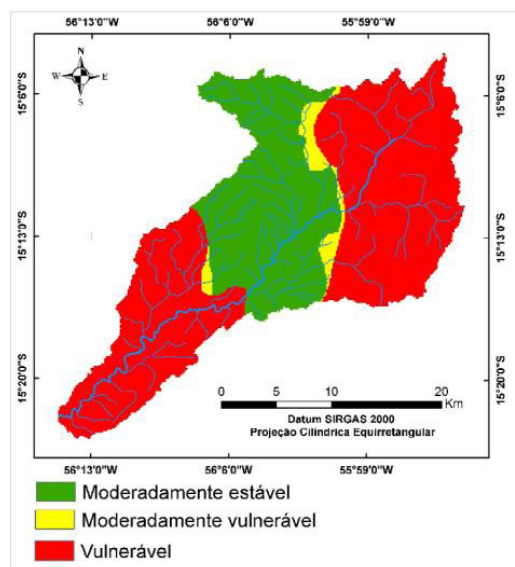 56°13'0"W 56°6'0"W 55°59'0"W
N
W E
S
15°6'0"S 15°6'0"S
15°13'0"S 15°13'0"S
15°20'0"S 15°20'0"S
0 5 10 20
Km
Datum SIRGAS 2000
Projeção Cilíndrica Equirretangular
56°13'0"W 56°6'0"W 55°59'0"W
Moderadamente estável
Moderadamente vulnerável
Vulnerável